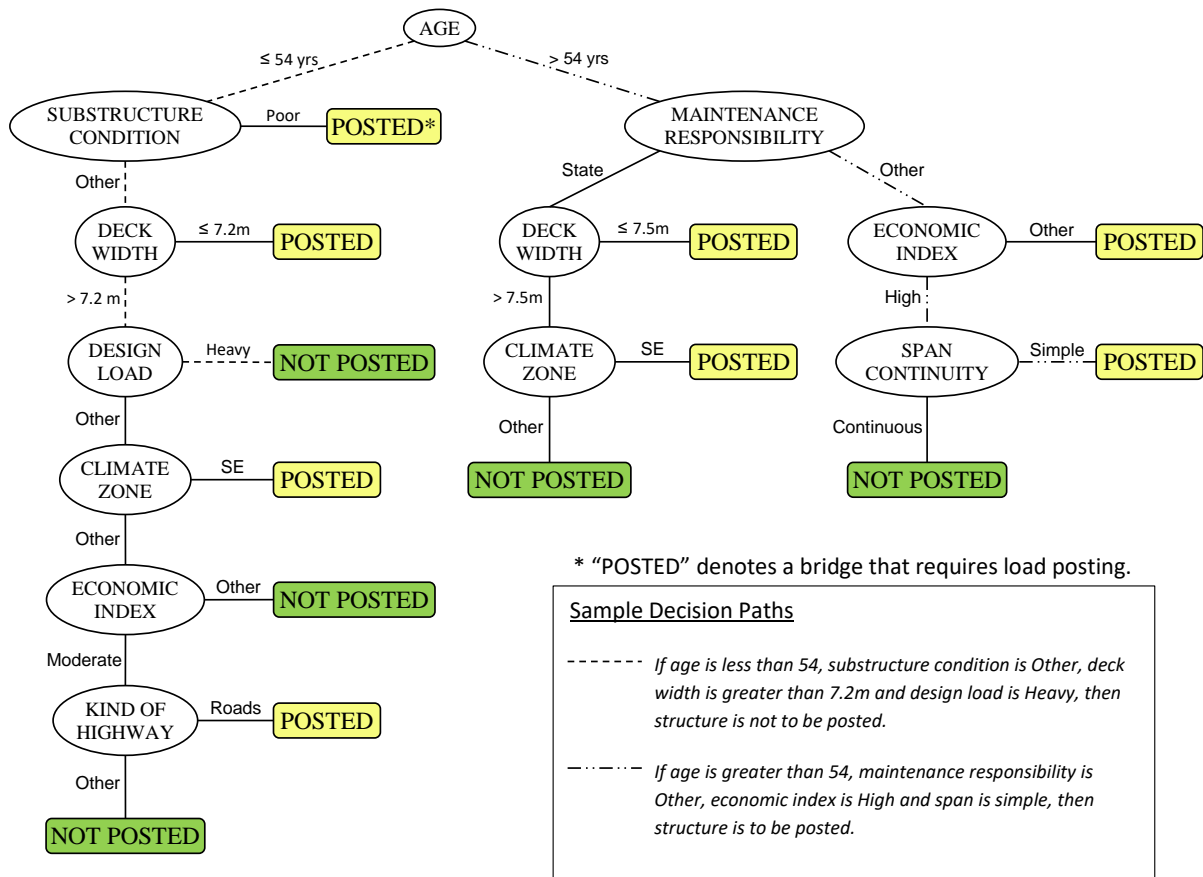 AGE
≤ 54 yrs
> 54 yrs
SUBSTRUCTURE
CONDITION
Poor
POSTED*
MAINTENANCE
RESPONSIBILITY
Other
State
Other
DECK
WIDTH
≤ 7.2m
POSTED
DECK
WIDTH
≤ 7.5m
POSTED
ECONOMIC
INDEX
Other
POSTED
> 7.2 m
> 7.5m
High
DESIGN
LOAD
Heavy
NOT POSTED
CLIMATE
ZONE
SE
POSTED
SPAN
CONTINUITY
Simple
POSTED
Other
Other
Continuous
CLIMATE
ZONE
SE
POSTED
NOT POSTED
NOT POSTED
Other
ECONOMIC
INDEX
Other
NOT POSTED
Moderate
KIND OF
HIGHWAY
Roads
POSTED
Other
NOT POSTED
* “POSTED” denotes a bridge that requires load posting.
Sample Decision Paths
If age is less than 54, substructure condition is Other, deck
width is greater than 7.2m and design load is Heavy, then
structure is not to be posted.
If age is greater than 54, maintenance responsibility is
Other, economic index is High and span is simple, then
structure is to be posted.